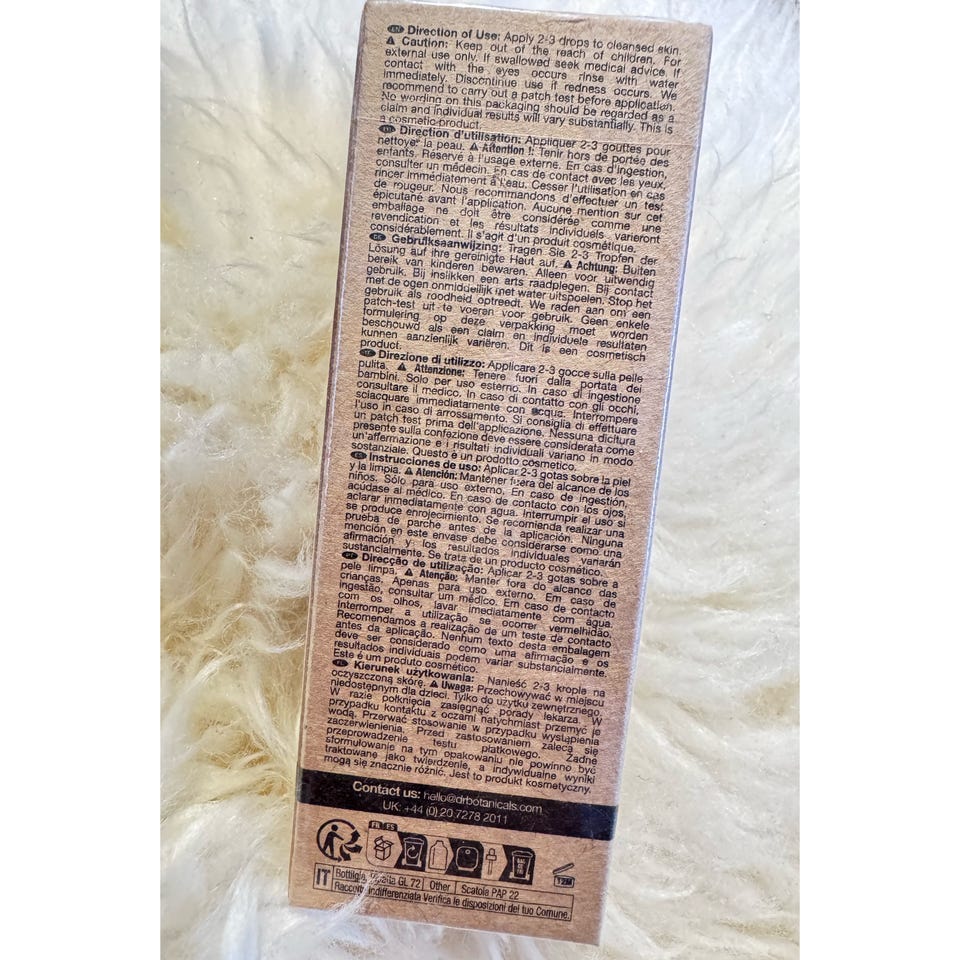 EN Direction of Use: Apply 2-3 drops to cleansed skin.
Caution: Keep out of the reach of children. For
external use only. If swallowed seek medical advice. If
contact with the eyes occurs rinse with water
immediately. Discontinue use if redness occurs. We
recommend to carry out a patch test before application.
No wording on this packaging should be regarded as a
claim and individual results will vary substantially. This is
a cosmetic product.
Direction d'utilisation: Appliquer 2-3 gouttes pour
nettoyer la peau. Attention !: Tenir hors de portée des
enfants. Réservé à l'usage externe. En cas d'ingestion,
consulter un médecin. En cas de contact avec les yeux,
rincer immédiatement à l'eau. Cesser l'utilisation en cas
de rougeur. Nous recommandons d'effectuer un test
épicutané avant l'application. Aucune mention sur cet
emballage ne doit être considérée comme une
revendication et les résultats individuels varieront
considérablement. Il s'agit d'un produit cosmétique.
DE Gebruiksaanwijzing: Tragen Sie 2-3 Tropfen der
Lösung auf ihre gereinigte Haut auf. Achtung: Buiten
bereik van kinderen bewaren. Alleen voor uitwendig
gebruik. Bij inslikken een arts raadplegen. Bij contact
met de ogen onmiddellijk met water uitspoelen. Stop het
gebruik als roodheid optreedt. We raden aan om een
patch-test uit te voeren voor gebruik. Geen enkele
formulering op deze verpakking moet worden
beschouwd als een claim en individuele resultaten
kunnen aanzienlijk variëren. Dit is een cosmetisch
product.
IT Direzione di utilizzo: Applicare 2-3 gocce sulla pelle
pulita. Attenzione: Tenere fuori dalla portata dei
bambini. Solo per uso esterno. In caso di ingestione
consultare il medico. In caso di contatto con gli occhi,
sciacquare immediatamente con acqua. Interrompere
l'uso in caso di arrossamento. Si consiglia di effettuare
un patch test prima dell'applicazione. Nessuna dicitura
presente sulla confezione deve essere considerata come
un'affermazione e i risultati individuali variano in modo
sostanziale. Questo è un prodotto cosmetico.
ES Instrucciones de uso: Aplicar 2-3 gotas sobre la piel
y la limpia. Atención: Mantener fuera del alcance de los
niños. Sólo para uso externo. En caso de ingestión,
acúdase al médico. En caso de contacto con los ojos,
aclarar inmediatamente con agua. Interrumpir el uso si
se produce enrojecimiento. Se recomienda realizar una
prueba de parche antes de la aplicación. Ninguna
mención en este envase debe considerarse como una
afirmación y los resultados individuales variarán
sustancialmente. Se trata de un producto cosmético.
PT Direcção de utilização: Aplicar 2-3 gotas sobre a
pele limpa. Atenção: Manter fora do alcance das
crianças. Apenas para uso externo. Em caso de
ingestão, consultar um médico. Em caso de contacto
com os olhos, lavar imediatamente com água.
Interromper a utilização se ocorrer vermelhidão.
Recomendamos a realização de um teste de contacto
antes da aplicação. Nenhum texto desta embalagem
deve ser considerado como uma afirmação e os
resultados individuais podem variar substancialmente.
Este é um produto cosmético.
PL Kierunek użytkowania: Nanieść 2-3 krople na
oczyszczoną skórę. Uwaga: Przechowywać w miejscu
niedostępnym dla dzieci. Tylko do użytku zewnętrznego.
W razie połknięcia zasięgnąć porady lekarza. W
przypadku kontaktu z oczami natychmiast przemyć je
wodą. Przerwać stosowanie w przypadku wystąpienia
zaczerwienienia. Przed zastosowaniem zaleca się
przeprowadzenie testu płatkowego. Żadne
sformułowanie na tym opakowaniu nie powinno być
traktowane jako twierdzenie, a indywidualne wyniki
mogą się znacznie różnić. Jest to produkt kosmetyczny.
Contact us: hello@drbotanicals.com
UK: +44 (0) 20 7278 2011
FR ES
12M
IT Bottiglia, GL 72 Other Scatola PAP 22
Raccolta indifferenziata Verifica le disposizioni del tuo Comune.